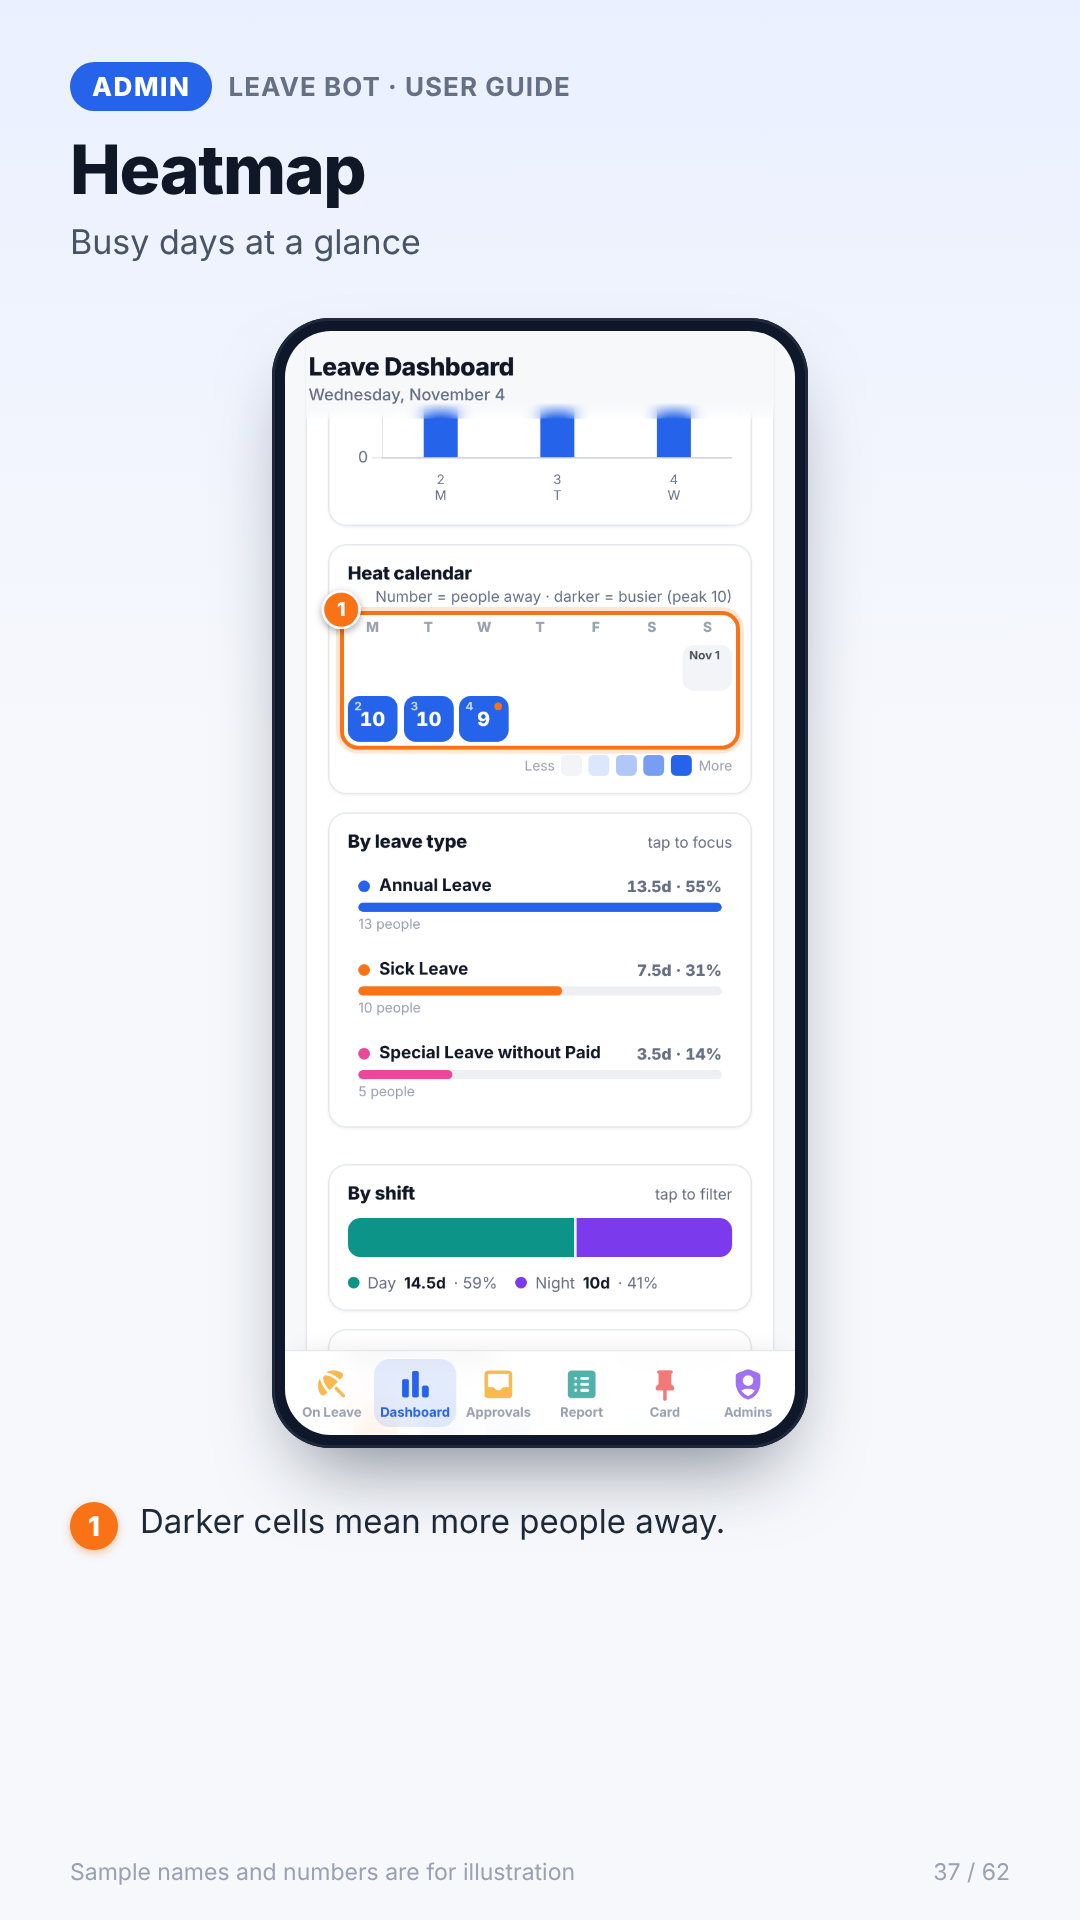 ADMIN LEAVE BOT · USER GUIDE
Heatmap
Busy days at a glance
Leave Dashboard
Wednesday, November 4
0
2 3 4
M T W
Heat calendar
Number = people away · darker = busier (peak 10)
1
M T W T F S S
Nov 1
2 10 3 10 4 9
Less More
By leave type tap to focus
Annual Leave 13.5d · 55%
13 people
Sick Leave 7.5d · 31%
10 people
Special Leave without Paid 3.5d · 14%
5 people
By shift tap to filter
Day 14.5d · 59% Night 10d · 41%
On Leave Dashboard Approvals Report Card Admins
1 Darker cells mean more people away.
Sample names and numbers are for illustration 37 / 62